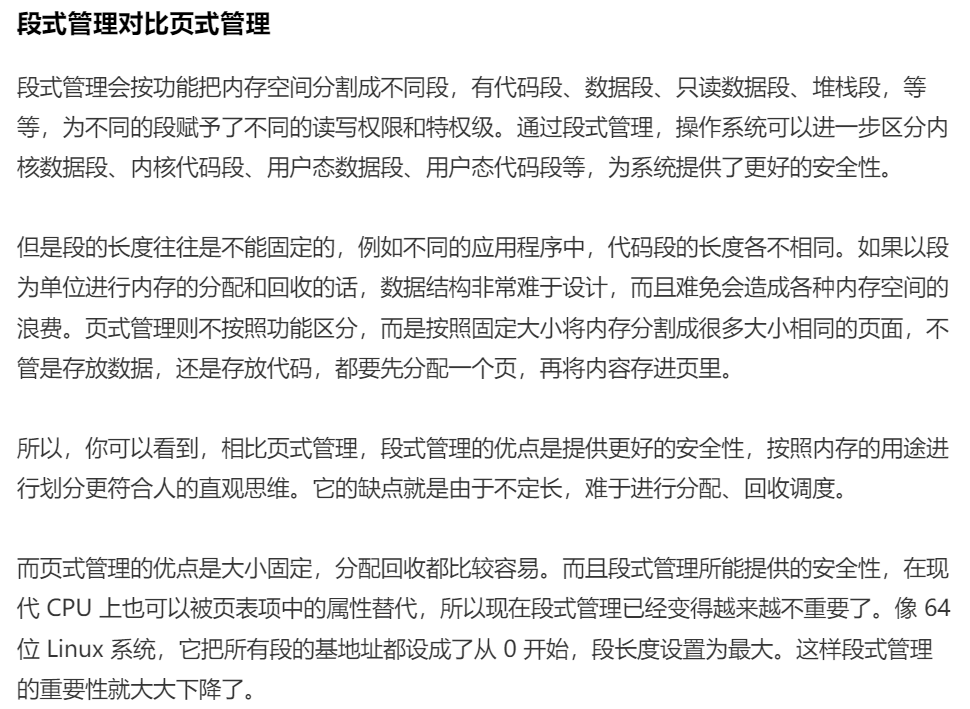 段式管理对比页式管理
段式管理会按功能把内存空间分割成不同段，有代码段、数据段、只读数据段、堆栈段，等
等，为不同的段赋予了不同的读写权限和特权级。通过段式管理，操作系统可以进一步区分内
核数据段、内核代码段、用户态数据段、用户态代码段等，为系统提供了更好的安全性。
但是段的长度往往是不能固定的，例如不同的应用程序中，代码段的长度各不相同。如果以段
为单位进行内存的分配和回收的话，数据结构非常难于设计，而且难免会造成各种内存空间的
浪费。页式管理则不按照功能区分，而是按照固定大小将内存分割成很多大小相同的页面，不
管是存放数据，还是存放代码，都要先分配一个页，再将内容存进页里。
所以，你可以看到，相比页式管理，段式管理的优点是提供更好的安全性，按照内存的用途进
行划分更符合人的直观思维。它的缺点就是由于不定长，难于进行分配、回收调度。
而页式管理的优点是大小固定，分配回收都比较容易。而且段式管理所能提供的安全性，在现
代 CPU 上也可以被页表项中的属性替代，所以现在段式管理已经变得越来越不重要了。像 64
位 Linux 系统，它把所有段的基地址都设成了从 0 开始，段长度设置为最大。这样段式管理
的重要性就大大下降了。